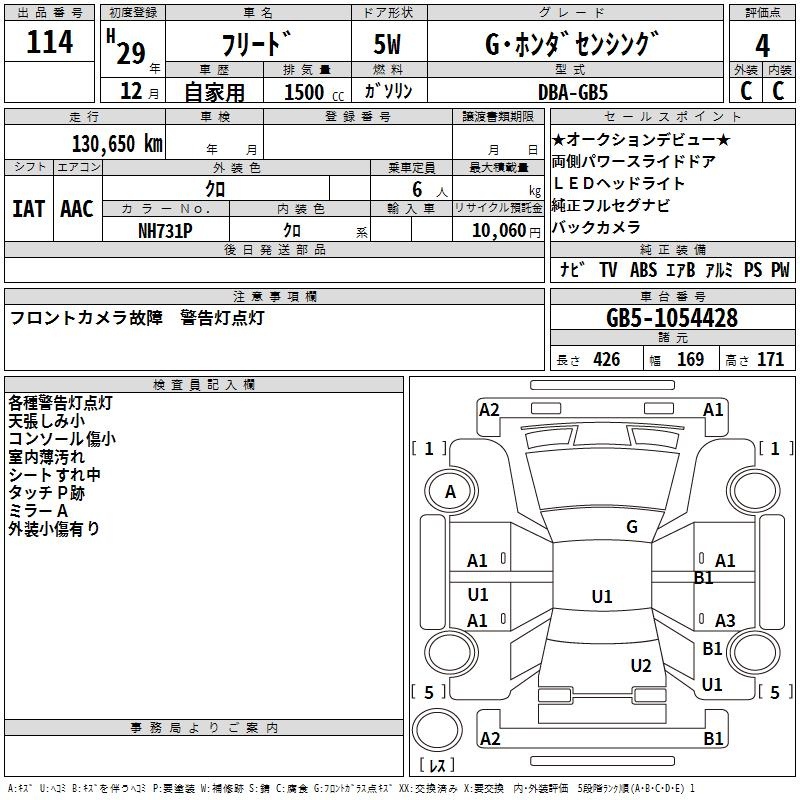 出品番号 初度登録 車名 ドア形状 グレード 評価点
114 H29年 フリード 5W G・ホンダセンシング 4
車歴 排気量 燃料 型式 外装 内装
12月 自家用 1500 CC ガソリン DBA-GB5 C C
走行 車検 登録番号 譲渡書類期限 セールスポイント
130,650 km 年 月 月 日
★オークションデビュー★
両側パワースライドドア
LEDヘッドライト
純正フルセグナビ
バックカメラ
シフト エアコン 外装色 乗車定員 最大積載量
IAT AAC クロ 6 人 kg
カラーNo. 内装色 輸入車 リサイクル預託金
NH731P クロ 系 10,060 円
後日発送部品 純正装備
ナビ TV ABS エアB アルミ PS PW
注意事項欄 車台番号
フロントカメラ故障 警告灯点灯 GB5-1054428
諸元
長さ 426 幅 169 高さ 171
検査員記入欄
各種警告灯点灯
天張しみ小
コンソール傷小
室内薄汚れ
シートすれ中
タッチP跡
ミラーA
外装小傷有り
事務局よりご案内
A2 A1
[ 1 ] [ 1 ]
A
G
A1 A1
B1
U1 U1
A1 A3
B1
U2
U1
[ 5 ] [ 5 ]
A2 B1
[ レス ]
A:キズ U:ヘコミ B:キズを伴うヘコミ P:要塗装 W:補修跡 S:錆 C:腐食 G:フロントガラス点キズ XX:交換済み X:要交換 内・外装評価 5段階ランク順(A・B・C・D・E) 1